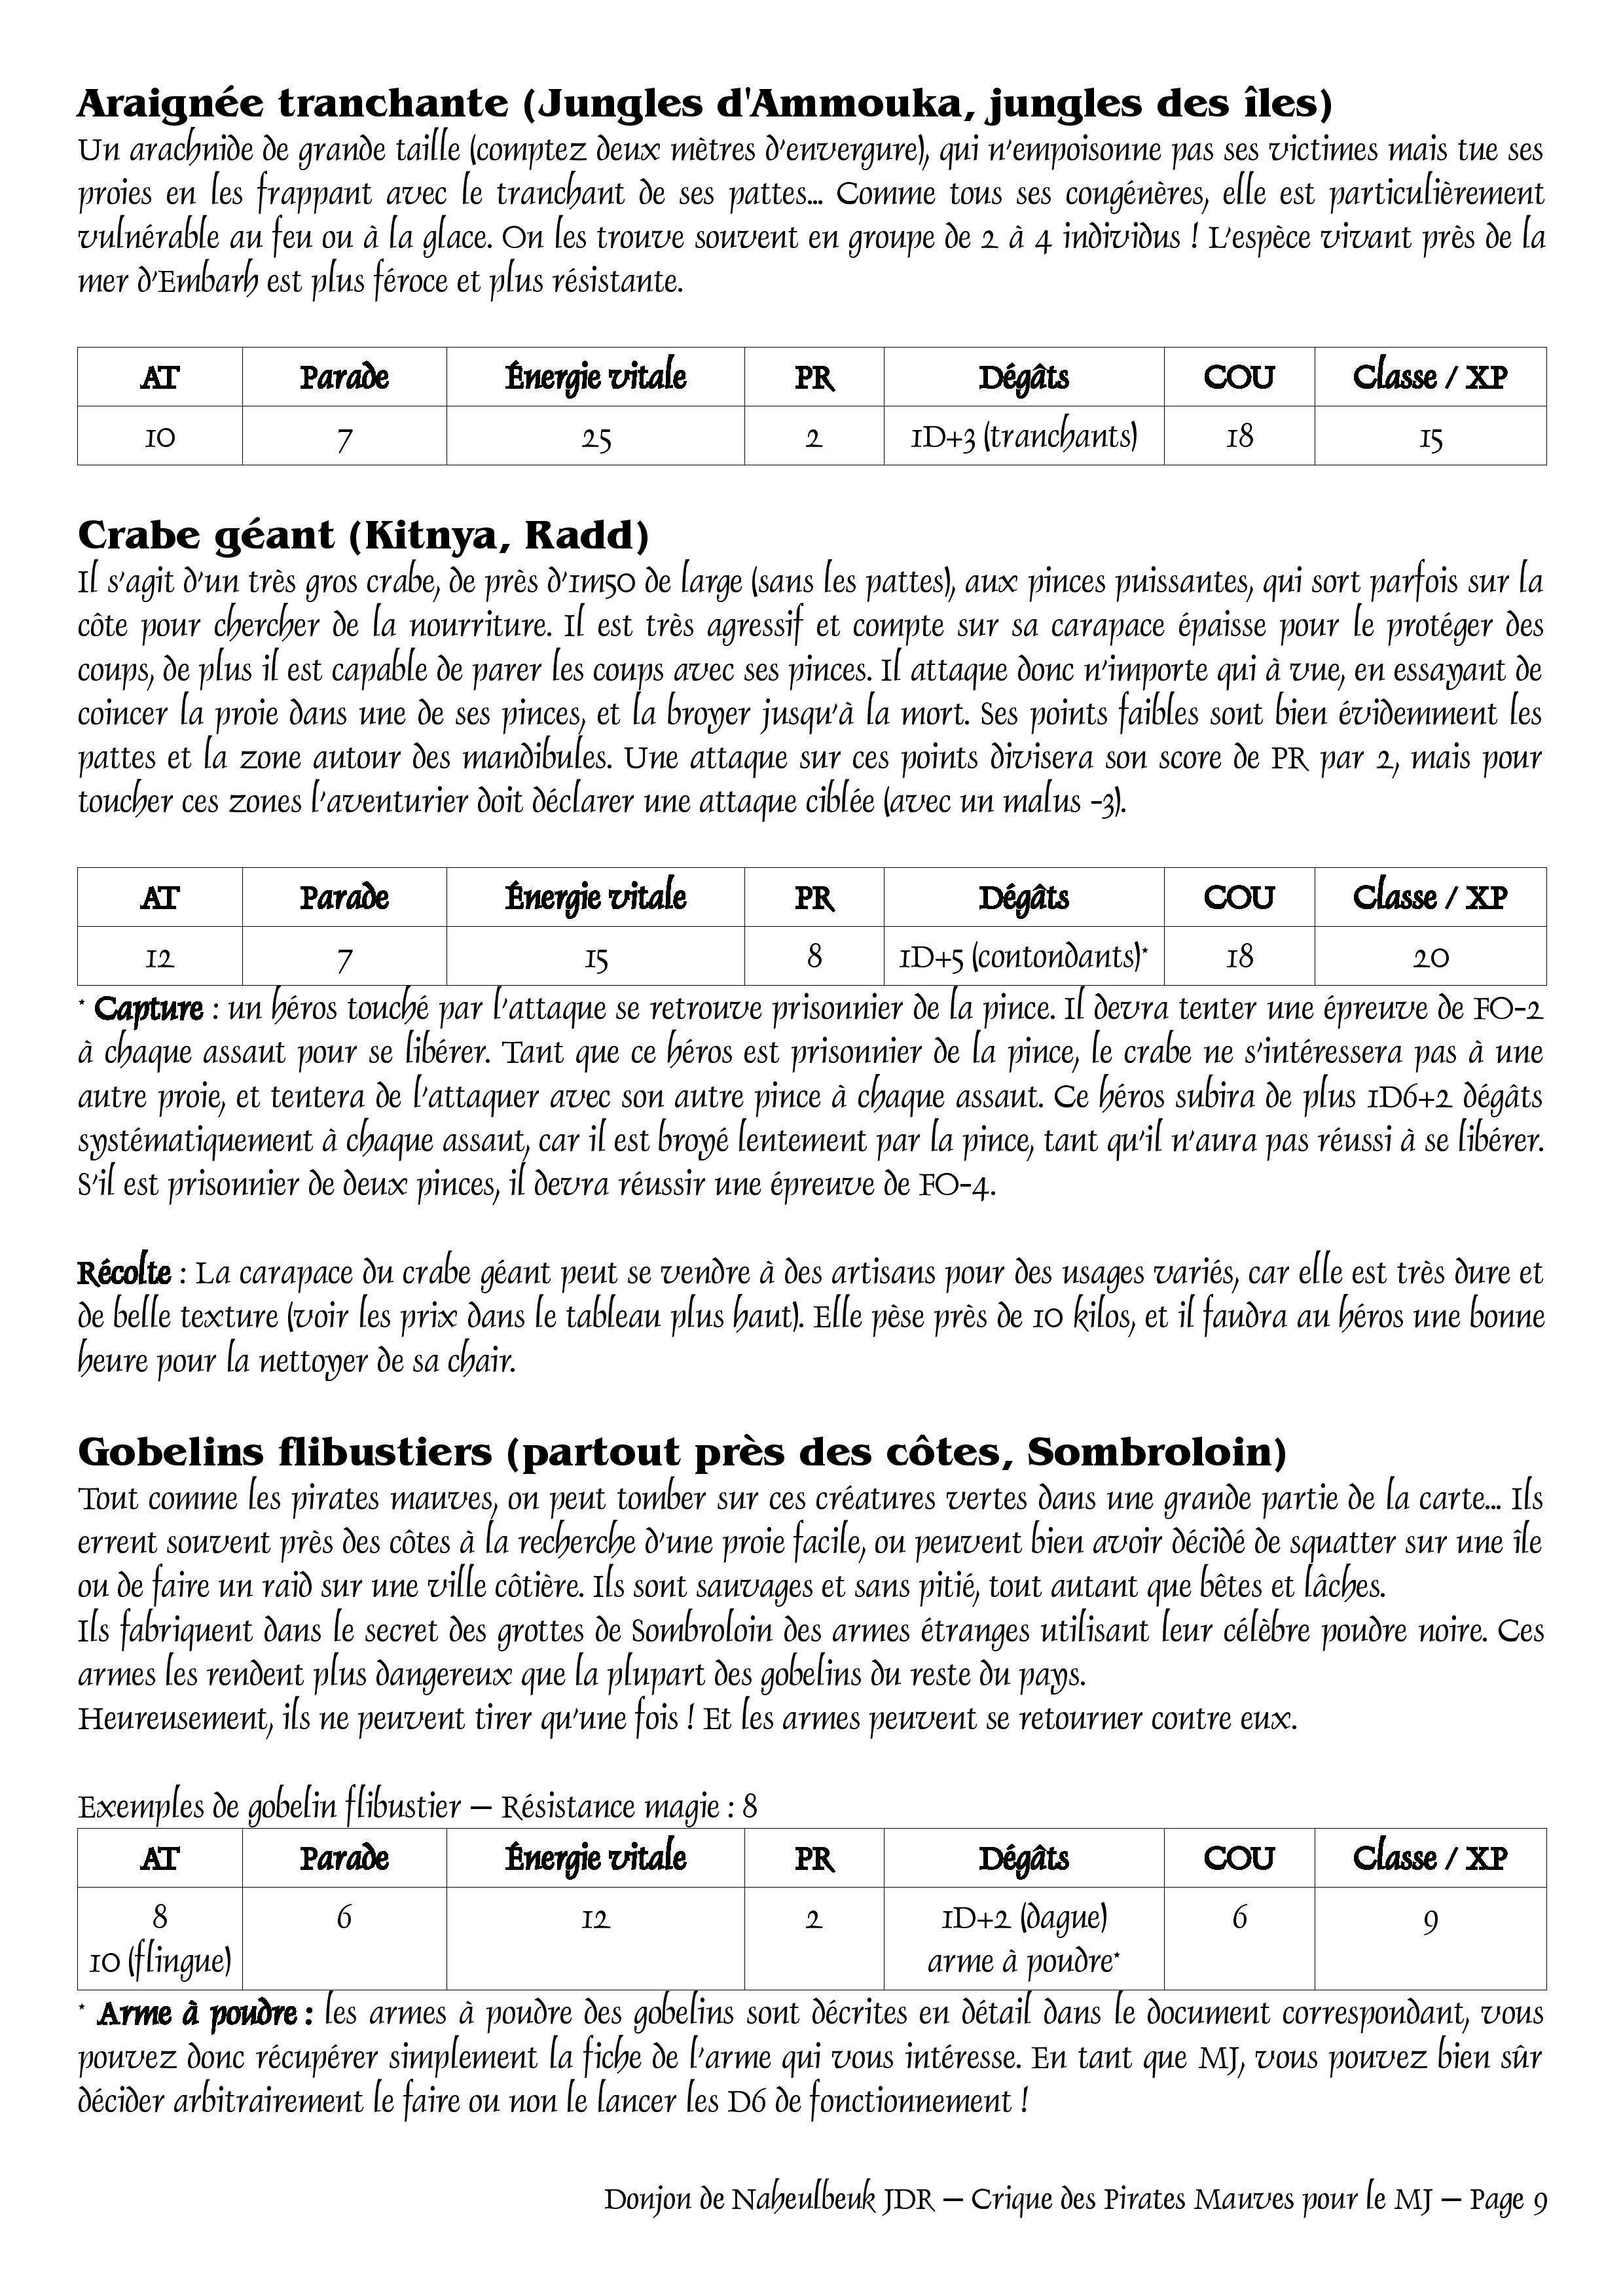 Araignée tranchante (Jungles d'Ammouka, jungles des îles)
Un arachnide de grande taille (comptez deux mètres d'envergure), qui n'empoisonne pas ses victimes mais tue ses
proies en les frappant avec le tranchant de ses pattes... Comme tous ses congénères, elle est particulièrement
vulnérable au feu ou à la glace. On les trouve souvent en groupe de 2 à 4 individus ! L'espèce vivant près de la
mer d'Embarh est plus féroce et plus résistante.
AT Parade Énergie vitale PR Dégâts COU Classe / XP
10 7 25 2 1D+3 (tranchants) 18 15
Crabe géant (Kitnya, Radd)
Il s'agit d'un très gros crabe, de près d'1m50 de large (sans les pattes), aux pinces puissantes, qui sort parfois sur la
côte pour chercher de la nourriture. Il est très agressif et compte sur sa carapace épaisse pour le protéger des
coups, de plus il est capable de parer les coups avec ses pinces. Il attaque donc n'importe qui à vue, en essayant de
coincer la proie dans une de ses pinces, et la broyer jusqu'à la mort. Ses points faibles sont bien évidemment les
pattes et la zone autour des mandibules. Une attaque sur ces points divisera son score de PR par 2, mais pour
toucher ces zones l'aventurier doit déclarer une attaque ciblée (avec un malus -3).
AT Parade Énergie vitale PR Dégâts COU Classe / XP
12 7 15 8 1D+5 (contondants)* 18 20
* Capture : un héros touché par l'attaque se retrouve prisonnier de la pince. Il devra tenter une épreuve de FO-2
à chaque assaut pour se libérer. Tant que ce héros est prisonnier de la pince, le crabe ne s'intéressera pas à une
autre proie, et tentera de l'attaquer avec son autre pince à chaque assaut. Ce héros subira de plus 1D6+2 dégâts
systématiquement à chaque assaut, car il est broyé lentement par la pince, tant qu'il n'aura pas réussi à se libérer.
S'il est prisonnier de deux pinces, il devra réussir une épreuve de FO-4.
Récolte : La carapace du crabe géant peut se vendre à des artisans pour des usages variés, car elle est très dure et
de belle texture (voir les prix dans le tableau plus haut). Elle pèse près de 10 kilos, et il faudra au héros une bonne
heure pour la nettoyer de sa chair.
Gobelins flibustiers (partout près des côtes, Sombroloin)
Tout comme les pirates mauves, on peut tomber sur ces créatures vertes dans une grande partie de la carte... Ils
errent souvent près des côtes à la recherche d'une proie facile, ou peuvent bien avoir décidé de squatter sur une île
ou de faire un raid sur une ville côtière. Ils sont sauvages et sans pitié, tout autant que bêtes et lâches.
Ils fabriquent dans le secret des grottes de Sombroloin des armes étranges utilisant leur célèbre poudre noire. Ces
armes les rendent plus dangereux que la plupart des gobelins du reste du pays.
Heureusement, ils ne peuvent tirer qu'une fois ! Et les armes peuvent se retourner contre eux.
Exemples de gobelin flibustier – Résistance magie : 8
AT Parade Énergie vitale PR Dégâts COU Classe / XP
8 6 12 2 1D+2 (dague) 6 9
10 (flingue) arme à poudre*
* Arme à poudre : les armes à poudre des gobelins sont décrites en détail dans le document correspondant, vous
pouvez donc récupérer simplement la fiche de l'arme qui vous intéresse. En tant que MJ, vous pouvez bien sûr
décider arbitrairement le faire ou non le lancer les D6 de fonctionnement !
Donjon de Naheulbeuk JDR – Crique des Pirates Mauves pour le MJ – Page 9